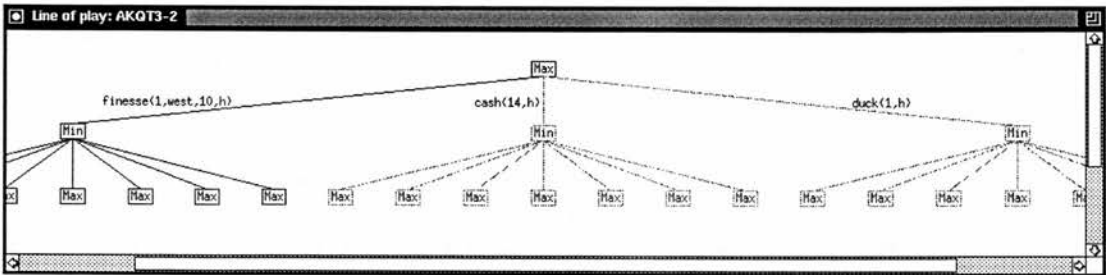 Line of play: AKQT3-2
Max
finesse(1,west,10,h) cash(14,h) duck(1,h)
Min Min Min
Max Max Max Max Max Max Max Max Max Max Max Max Max Max Max